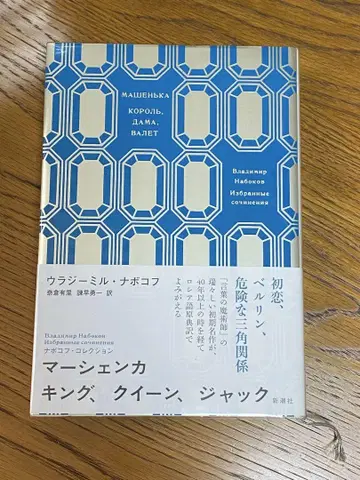 МАШЕНЬКА
КОРОЛЬ,
ДАМА,
ВАЛЕТ
Владимир
Набоков
Избранные
сочинения
初恋、
ベルリン、
危険な三角関係
「言葉の魔術師」の
瑞々しい初期名作が、
40年以上の時を経て
ロシア語原典訳で
よみがえる
ウラジーミル・ナボコフ
奈倉有里 諫早勇一 訳
Владимир Набоков
Избранные сочинения
ナボコフ・コレクション
マーシェンカ
キング、クイーン、ジャック
新潮社